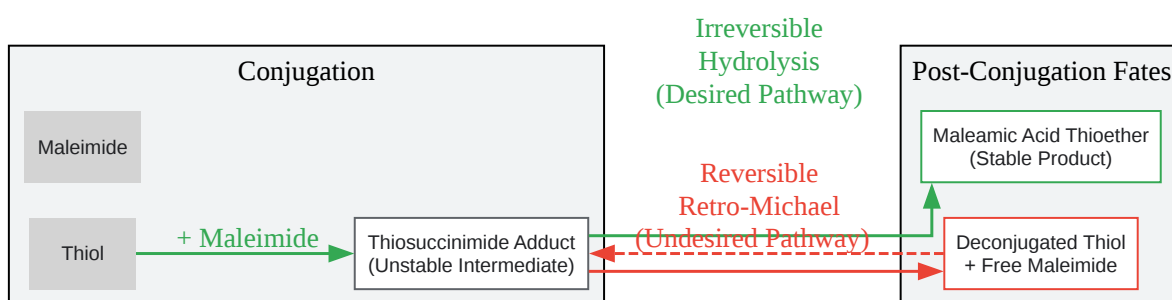 Conjugation
Maleimide
Thiol
+ Maleimide
Thiosuccinimide Adduct
(Unstable Intermediate)
Irreversible
Hydrolysis
(Desired Pathway)
Reversible
Retro-Michael
(Undesired Pathway)
Post-Conjugation Fates
Maleamic Acid Thioether
(Stable Product)
Deconjugated Thiol
+ Free Maleimide